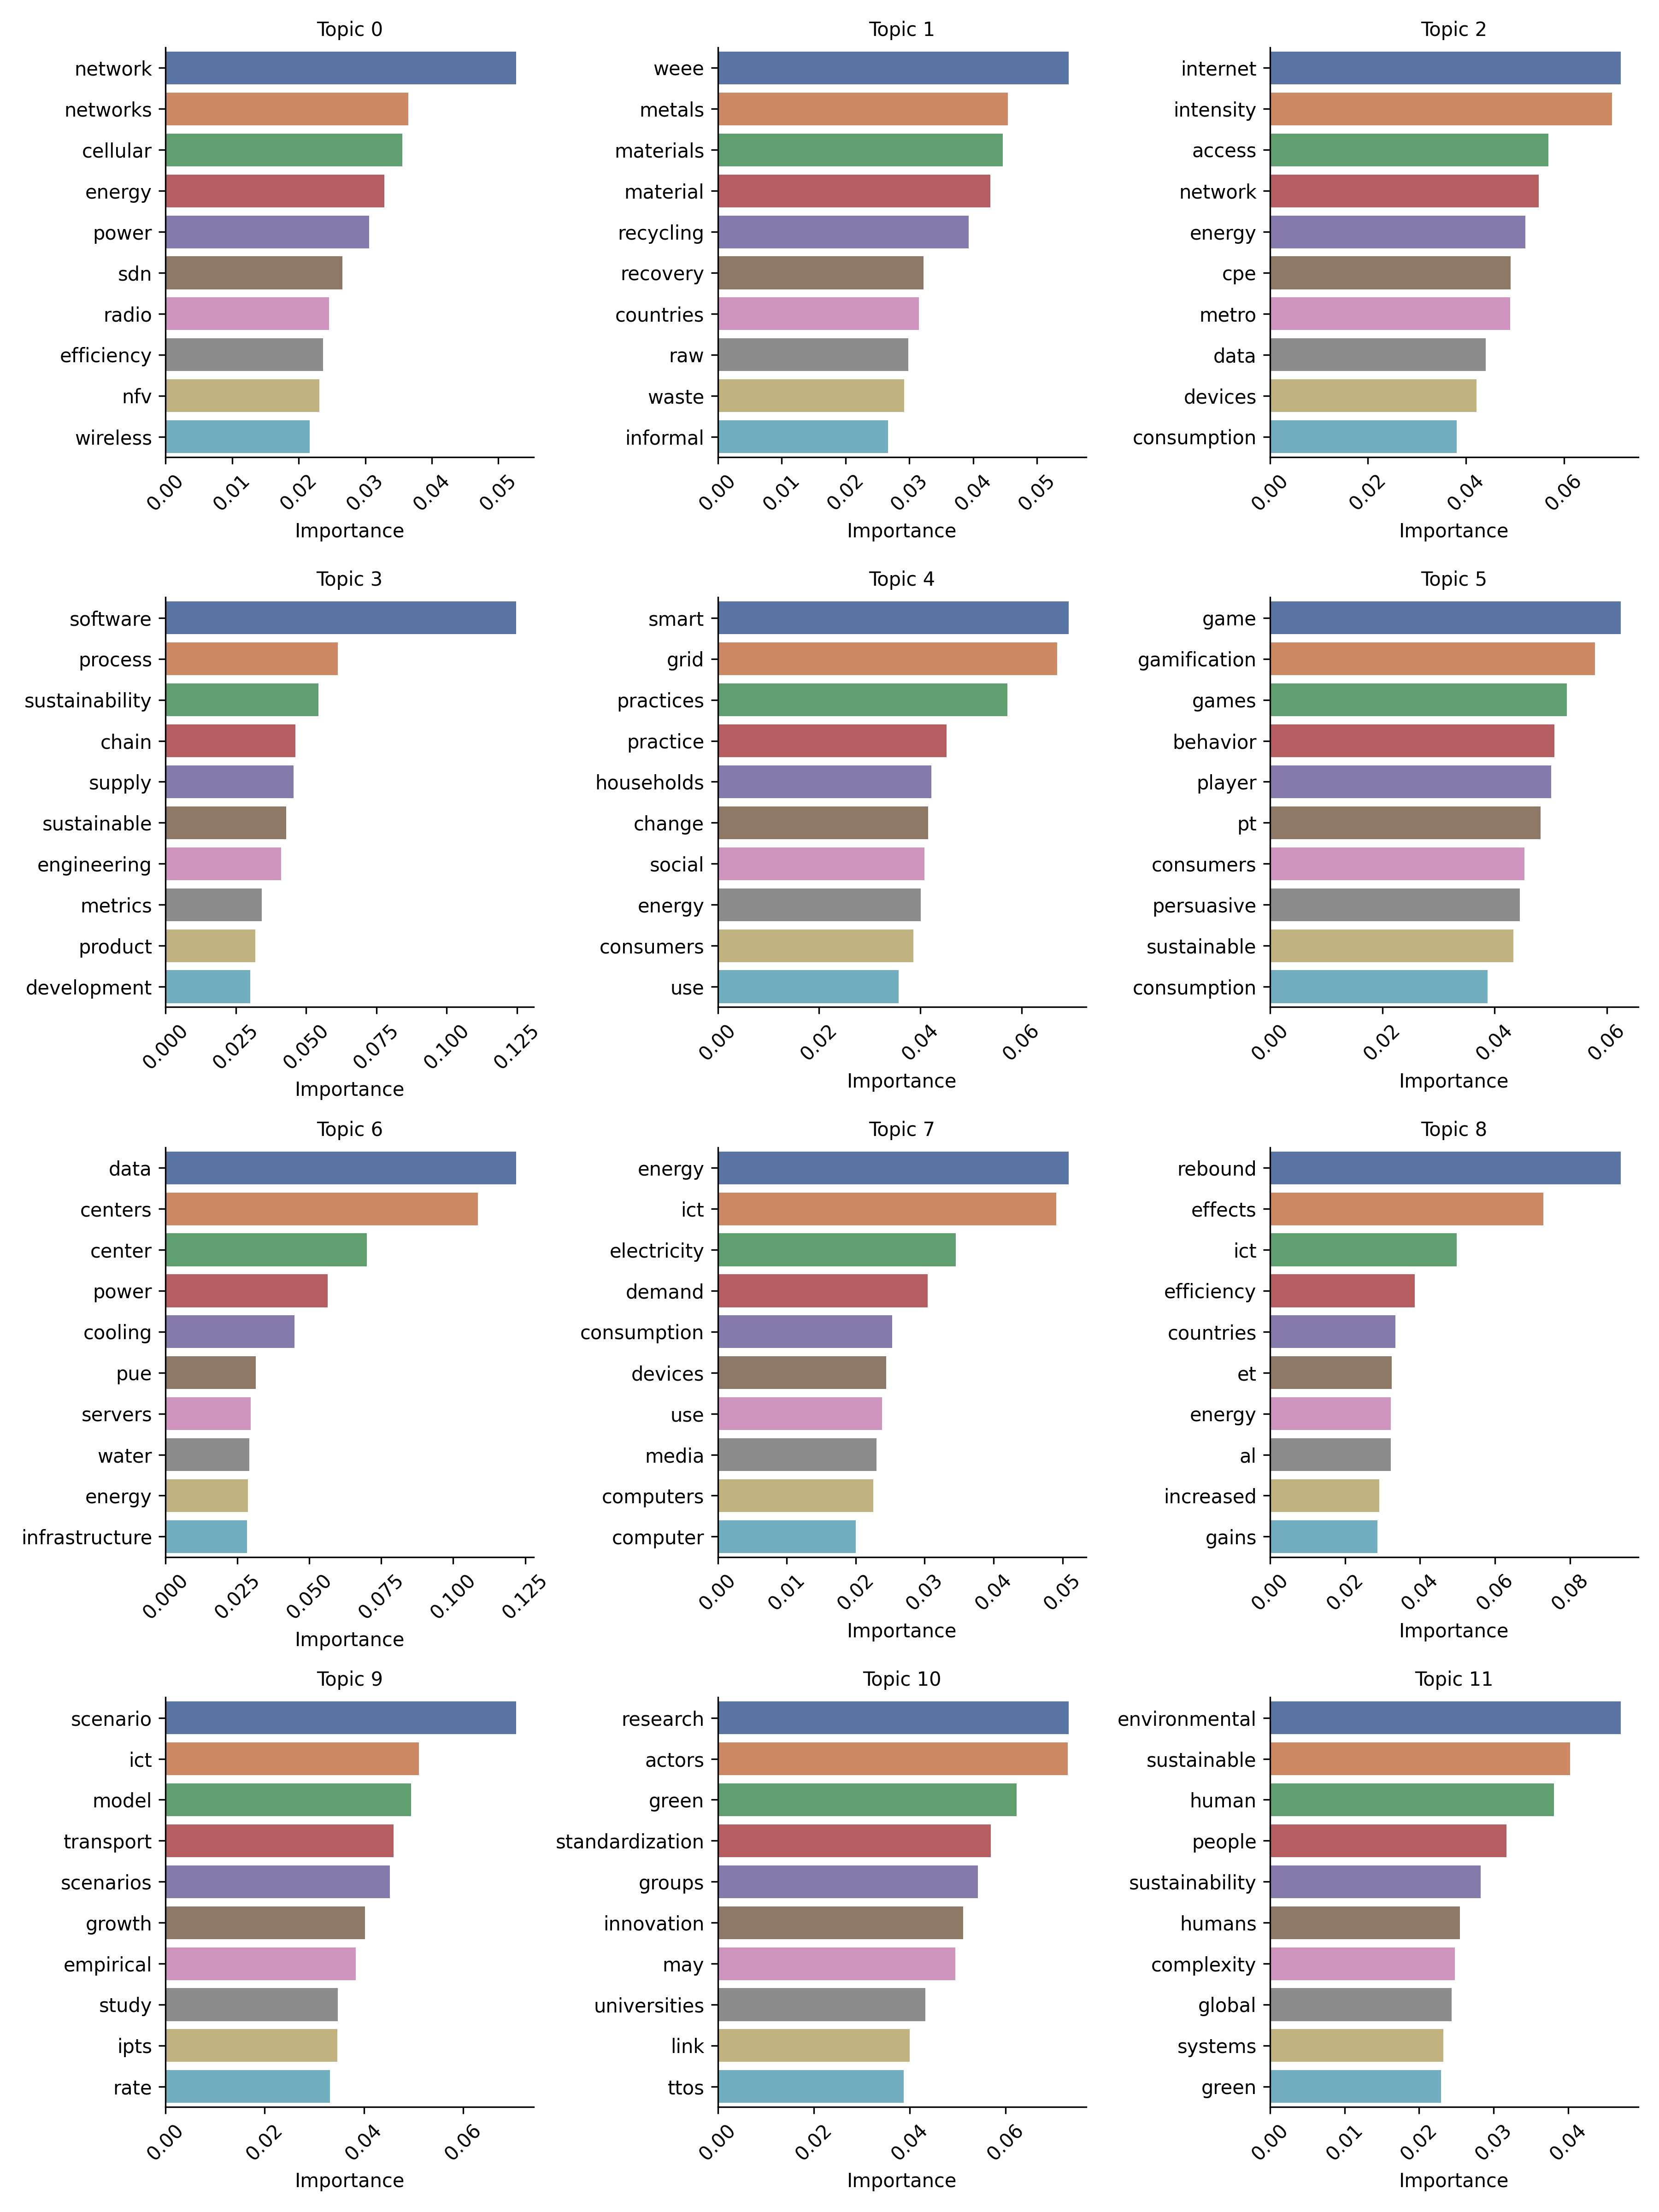 Topic 0
network
networks
cellular
energy
power
sdn
radio
efficiency
nfv
wireless
0.00 0.01 0.02 0.03 0.04 0.05
Importance
Topic 1
weee
metals
materials
material
recycling
recovery
countries
raw
waste
informal
0.00 0.01 0.02 0.03 0.04 0.05
Importance
Topic 2
internet
intensity
access
network
energy
cpe
metro
data
devices
consumption
0.00 0.02 0.04 0.06
Importance
Topic 3
software
process
sustainability
chain
supply
sustainable
engineering
metrics
product
development
0.000 0.025 0.050 0.075 0.100 0.125
Importance
Topic 4
smart
grid
practices
practice
households
change
social
energy
consumers
use
0.00 0.02 0.04 0.06
Importance
Topic 5
game
gamification
games
behavior
player
pt
consumers
persuasive
sustainable
consumption
0.00 0.02 0.04 0.06
Importance
Topic 6
data
centers
center
power
cooling
pue
servers
water
energy
infrastructure
0.000 0.025 0.050 0.075 0.100 0.125
Importance
Topic 7
energy
ict
electricity
demand
consumption
devices
use
media
computers
computer
0.00 0.01 0.02 0.03 0.04 0.05
Importance
Topic 8
rebound
effects
ict
efficiency
countries
et
energy
al
increased
gains
0.00 0.02 0.04 0.06 0.08
Importance
Topic 9
scenario
ict
model
transport
scenarios
growth
empirical
study
ipts
rate
0.00 0.02 0.04 0.06
Importance
Topic 10
research
actors
green
standardization
groups
innovation
may
universities
link
ttos
0.00 0.02 0.04 0.06
Importance
Topic 11
environmental
sustainable
human
people
sustainability
humans
complexity
global
systems
green
0.00 0.01 0.02 0.03 0.04
Importance